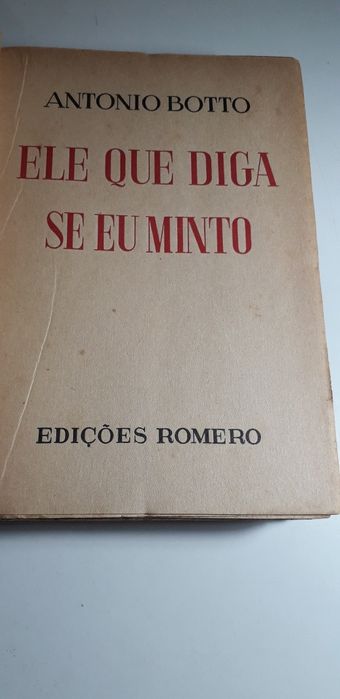 ANTONIO BOTTO
ELE QUE DIGA
SE EU MINTO
EDIÇÕES ROMERO